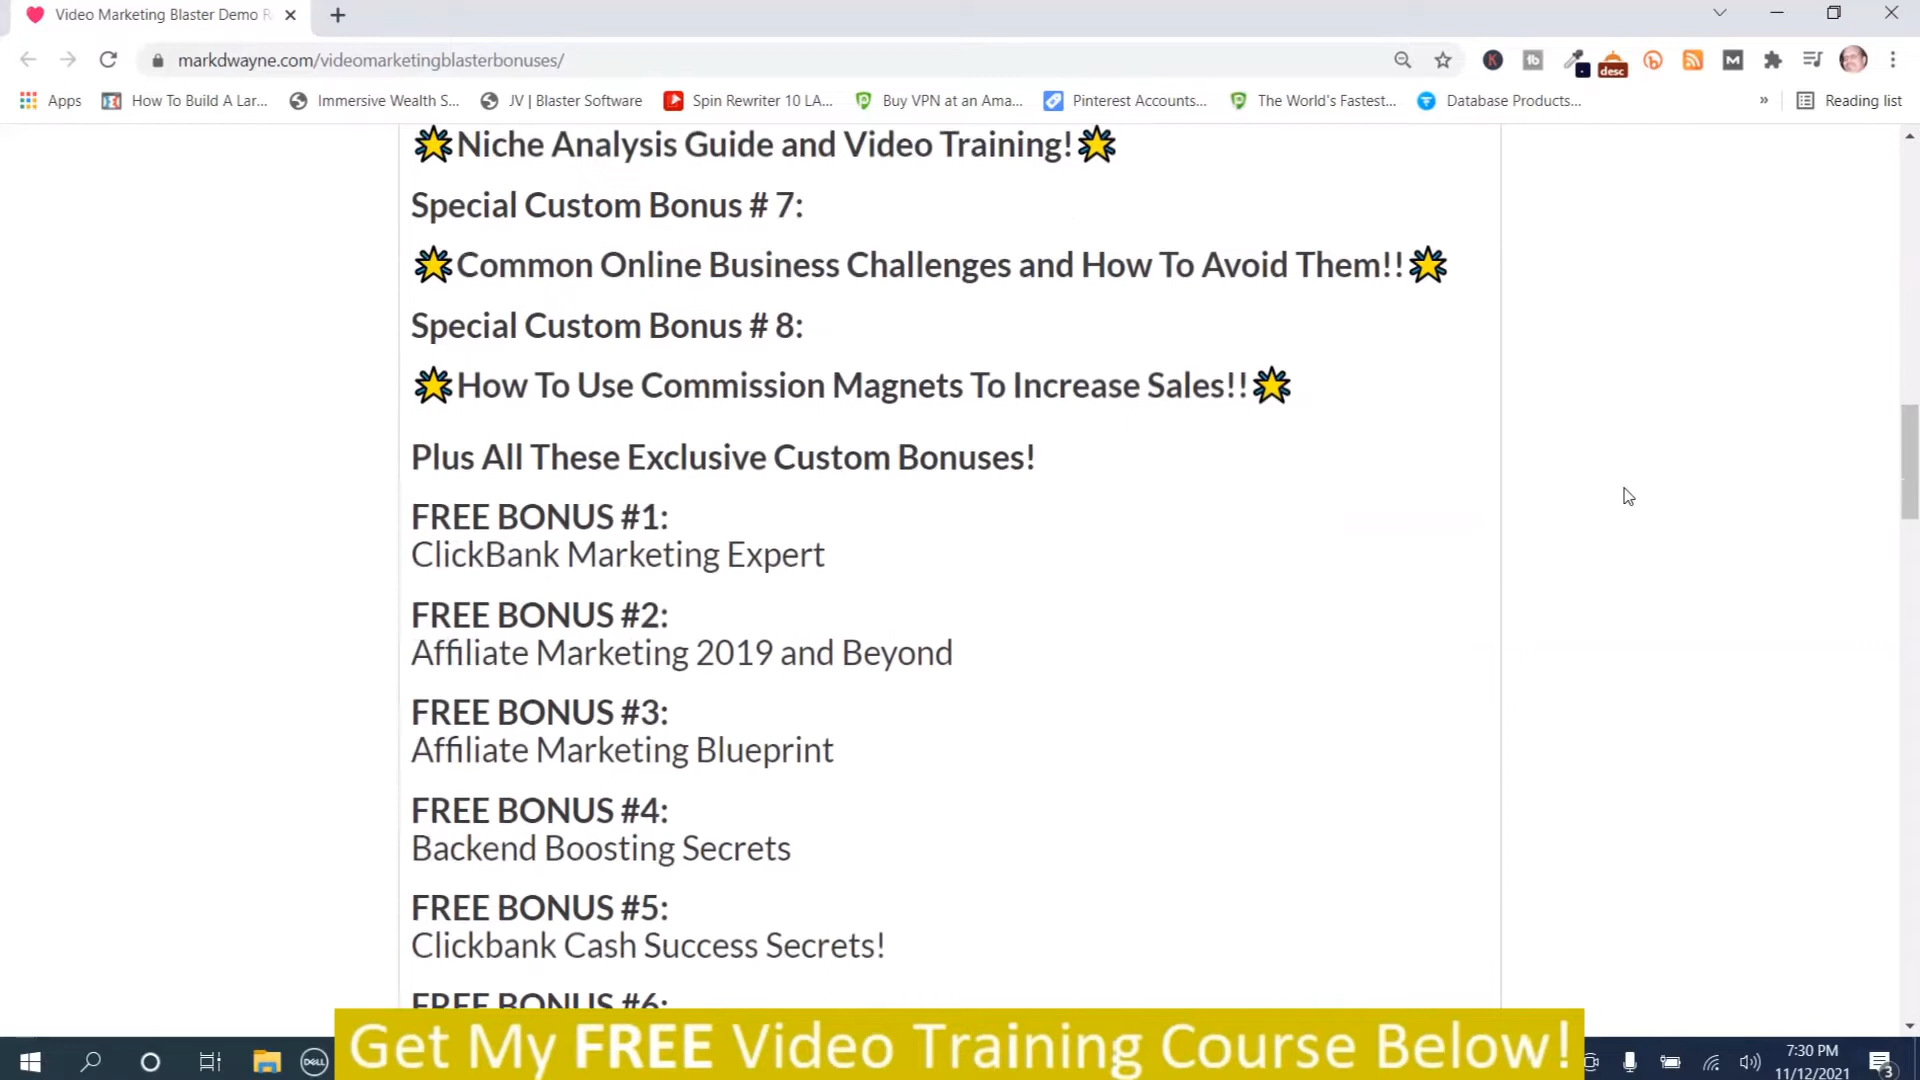 Video Marketing Blaster Demo R
markdwayne.com/videomarketingblasterbonuses/
desc
Apps How To Build A Lar... Immersive Wealth S... JV | Blaster Software Spin Rewriter 10 LA... Buy VPN at an Ama... Pinterest Accounts... The World's Fastest... Database Products... » Reading list
Niche Analysis Guide and Video Training!
Special Custom Bonus # 7:
Common Online Business Challenges and How To Avoid Them!!
Special Custom Bonus # 8:
How To Use Commission Magnets To Increase Sales!!
Plus All These Exclusive Custom Bonuses!
FREE BONUS #1:
ClickBank Marketing Expert
FREE BONUS #2:
Affiliate Marketing 2019 and Beyond
FREE BONUS #3:
Affiliate Marketing Blueprint
FREE BONUS #4:
Backend Boosting Secrets
FREE BONUS #5:
Clickbank Cash Success Secrets!
FREE BONUS #6:
Get My FREE Video Training Course Below!
DELL
7:30 PM
11/12/2021
3